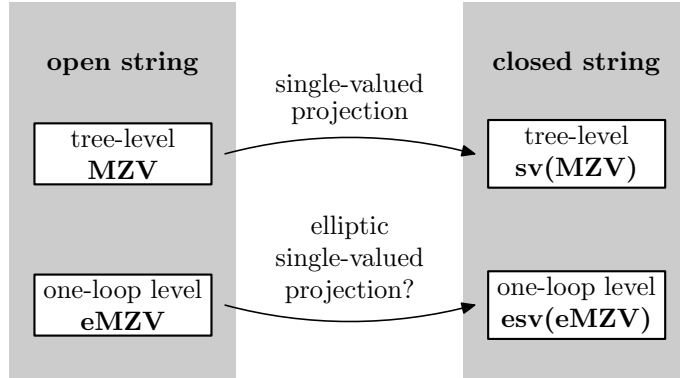 open string
closed string
single-valued
projection
tree-level
MZV
tree-level
sv(MZV)
elliptic
single-valued
projection?
one-loop level
eMZV
one-loop level
esv(eMZV)